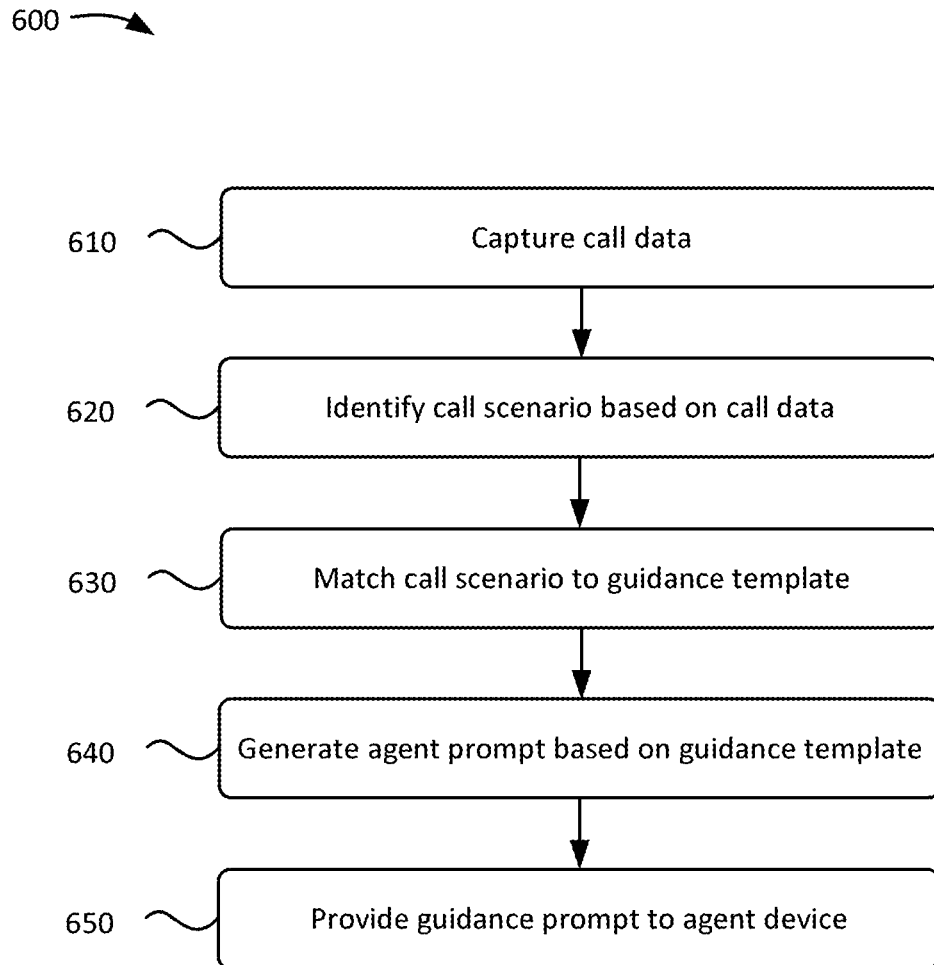 600
610 Capture call data
620 Identify call scenario based on call data
630 Match call scenario to guidance template
640 Generate agent prompt based on guidance template
650 Provide guidance prompt to agent device